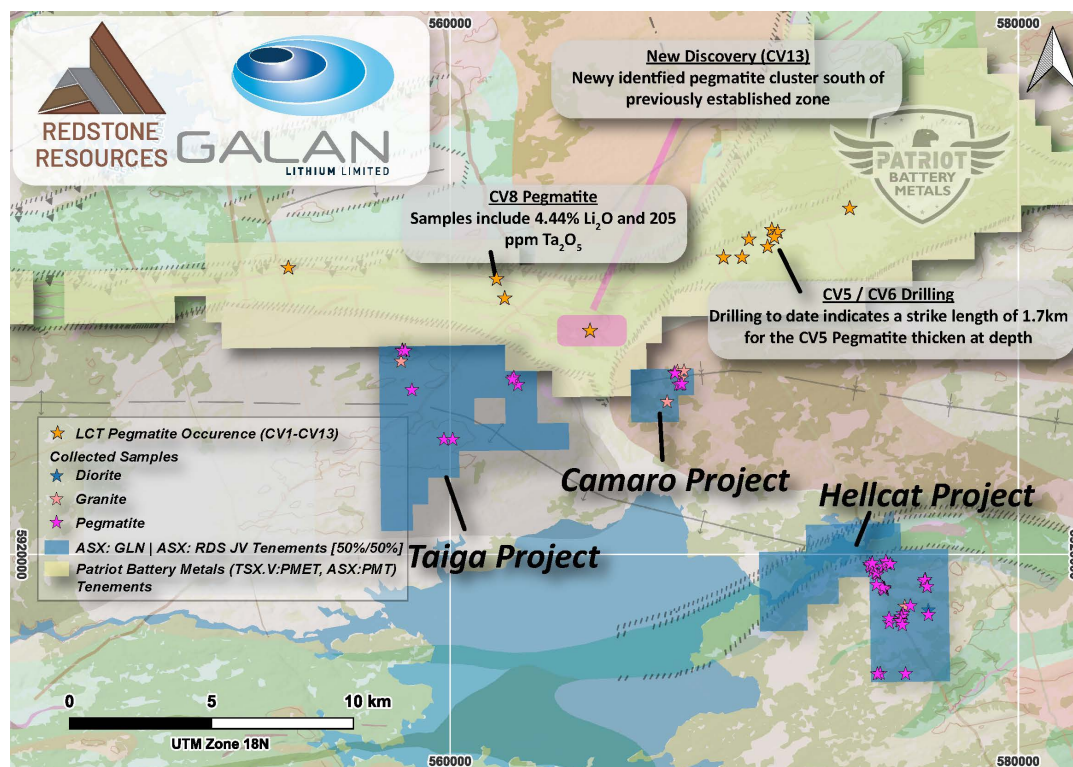 560000
580000
REDSTONE
RESOURCES
GALAN
LITHIUM LIMITED
New Discovery (CV13)
Newy identfied pegmatite cluster south of
previously established zone
PATRIOT
BATTERY
METALS
CV8 Pegmatite
Samples include 4.44% Li2O and 205
ppm Ta2O5
CV5 / CV6 Drilling
Drilling to date indicates a strike length of 1.7km
for the CV5 Pegmatite thicken at depth
LCT Pegmatite Occurence (CV1-CV13)
Collected Samples
Diorite
Granite
Pegmatite
ASX: GLN | ASX: RDS JV Tenements [50%/50%]
Patriot Battery Metals (TSX.V:PMET, ASX:PMT)
Tenements
Camaro Project
Hellcat Project
Taiga Project
5920000
0 5 10 km
UTM Zone 18N
560000
580000